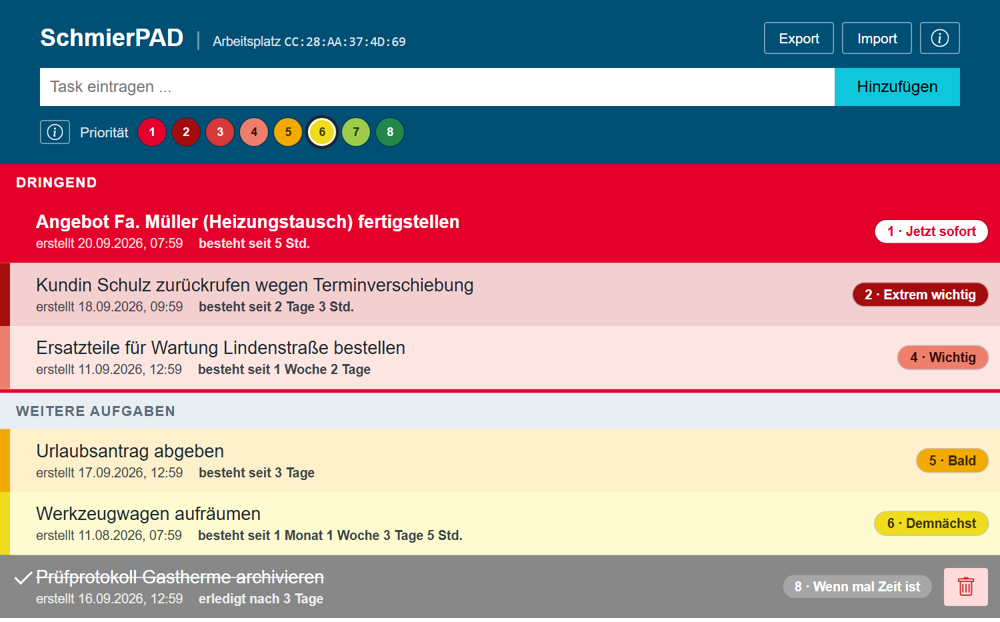 SchmierPAD | Arbeitsplatz CC:28:AA:37:4D:69 Export Import i
Task eintragen ... Hinzufügen
i Priorität 1 2 3 4 5 6 7 8
DRINGEND
Angebot Fa. Müller (Heizungstausch) fertigstellen
erstellt 20.09.2026, 07:59 besteht seit 5 Std.
1 · Jetzt sofort
Kundin Schulz zurückrufen wegen Terminverschiebung
erstellt 18.09.2026, 09:59 besteht seit 2 Tage 3 Std.
2 · Extrem wichtig
Ersatzteile für Wartung Lindenstraße bestellen
erstellt 11.09.2026, 12:59 besteht seit 1 Woche 2 Tage
4 · Wichtig
WEITERE AUFGABEN
Urlaubsantrag abgeben
erstellt 17.09.2026, 12:59 besteht seit 3 Tage
5 · Bald
Werkzeugwagen aufräumen
erstellt 11.08.2026, 07:59 besteht seit 1 Monat 1 Woche 3 Tage 5 Std.
6 · Demnächst
Prüfprotokoll Gastherme archivieren
erstellt 16.09.2026, 12:59 erledigt nach 3 Tage
8 · Wenn mal Zeit ist